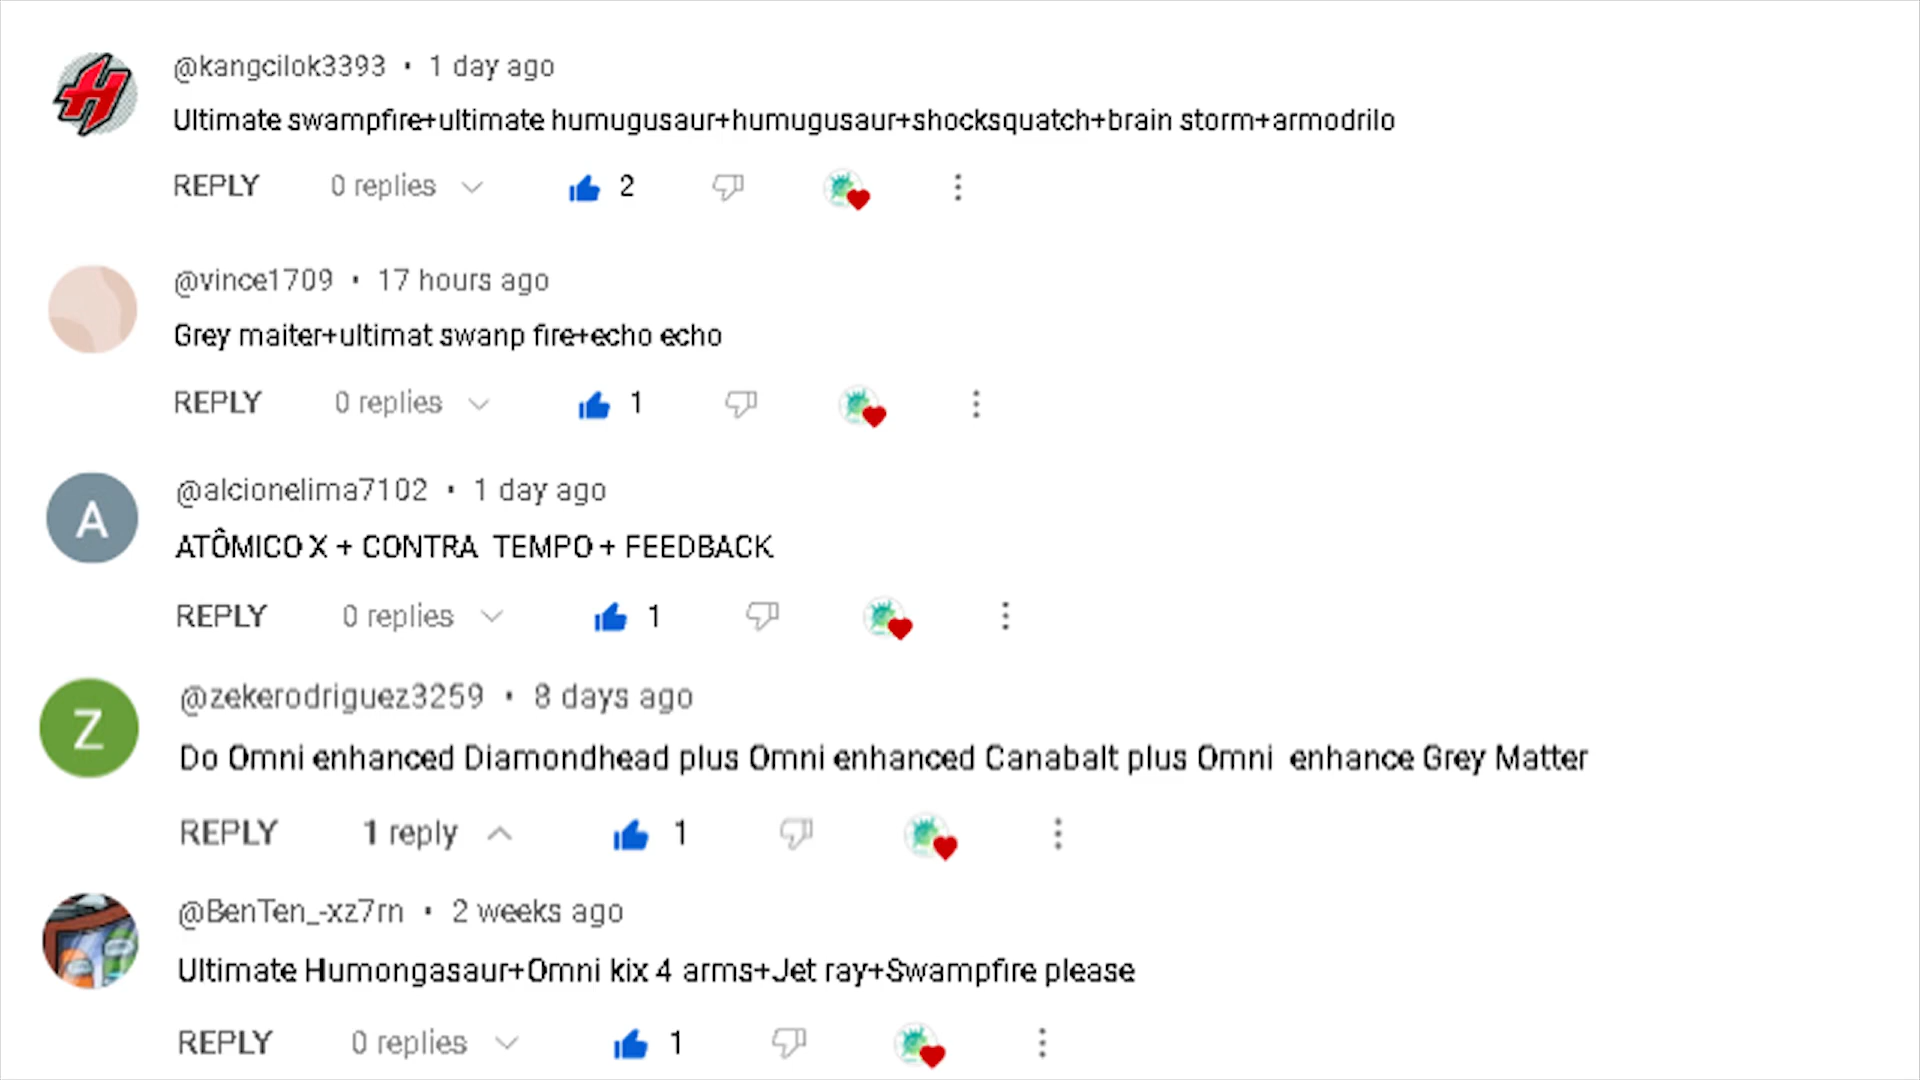 @kangcilok3393 • 1 day ago
Ultimate swampfire+ultimate humugusaur+humugusaur+shocksquatch+brain storm+armodrilo
REPLY 0 replies 2
@vince1709 • 17 hours ago
Grey maiter+ultimat swanp fire+echo echo
REPLY 0 replies 1
A
@alcionelima7102 • 1 day ago
ATÔMICO X + CONTRA TEMPO + FEEDBACK
REPLY 0 replies 1
Z
@zekerodriguez3259 • 8 days ago
Do Omni enhanced Diamondhead plus Omni enhanced Canabalt plus Omni enhance Grey Matter
REPLY 1 reply 1
@BenTen_-xz7rn • 2 weeks ago
Ultimate Humongasaur+Omni kix 4 arms+Jet ray+Swampfire please
REPLY 0 replies 1